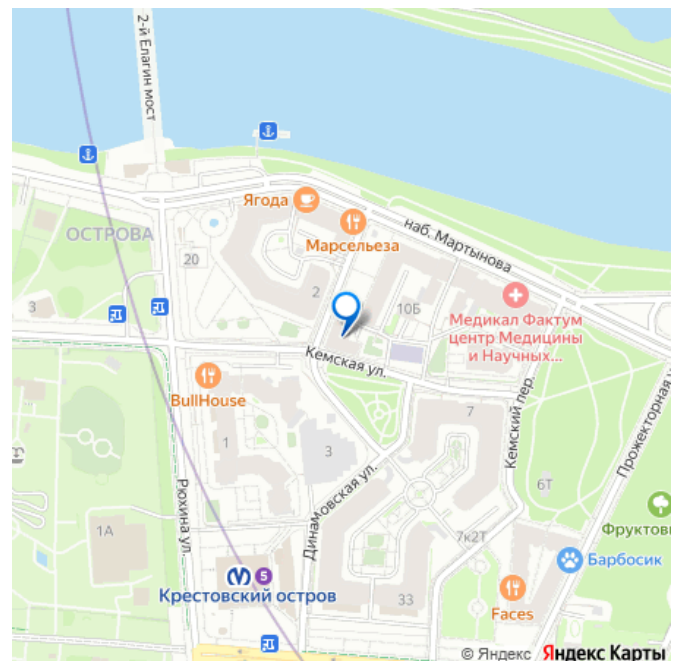 2-й Елагин мост
Ягода
Марсельеза
наб. Мартынова
ОСТРОВА
20
2
3
10Б
Медикал Фактум
центр Медицины
и Научных...
Кемская ул.
BullHouse
7
Кемский пер.
Прожекторная
1
3
Рюхина ул.
Динамовская ул.
6Т
1А
7к2Т
Фруктовы
Барбосик
5
Крестовский остров
33
Faces
© Яндекс Яндекс Карты